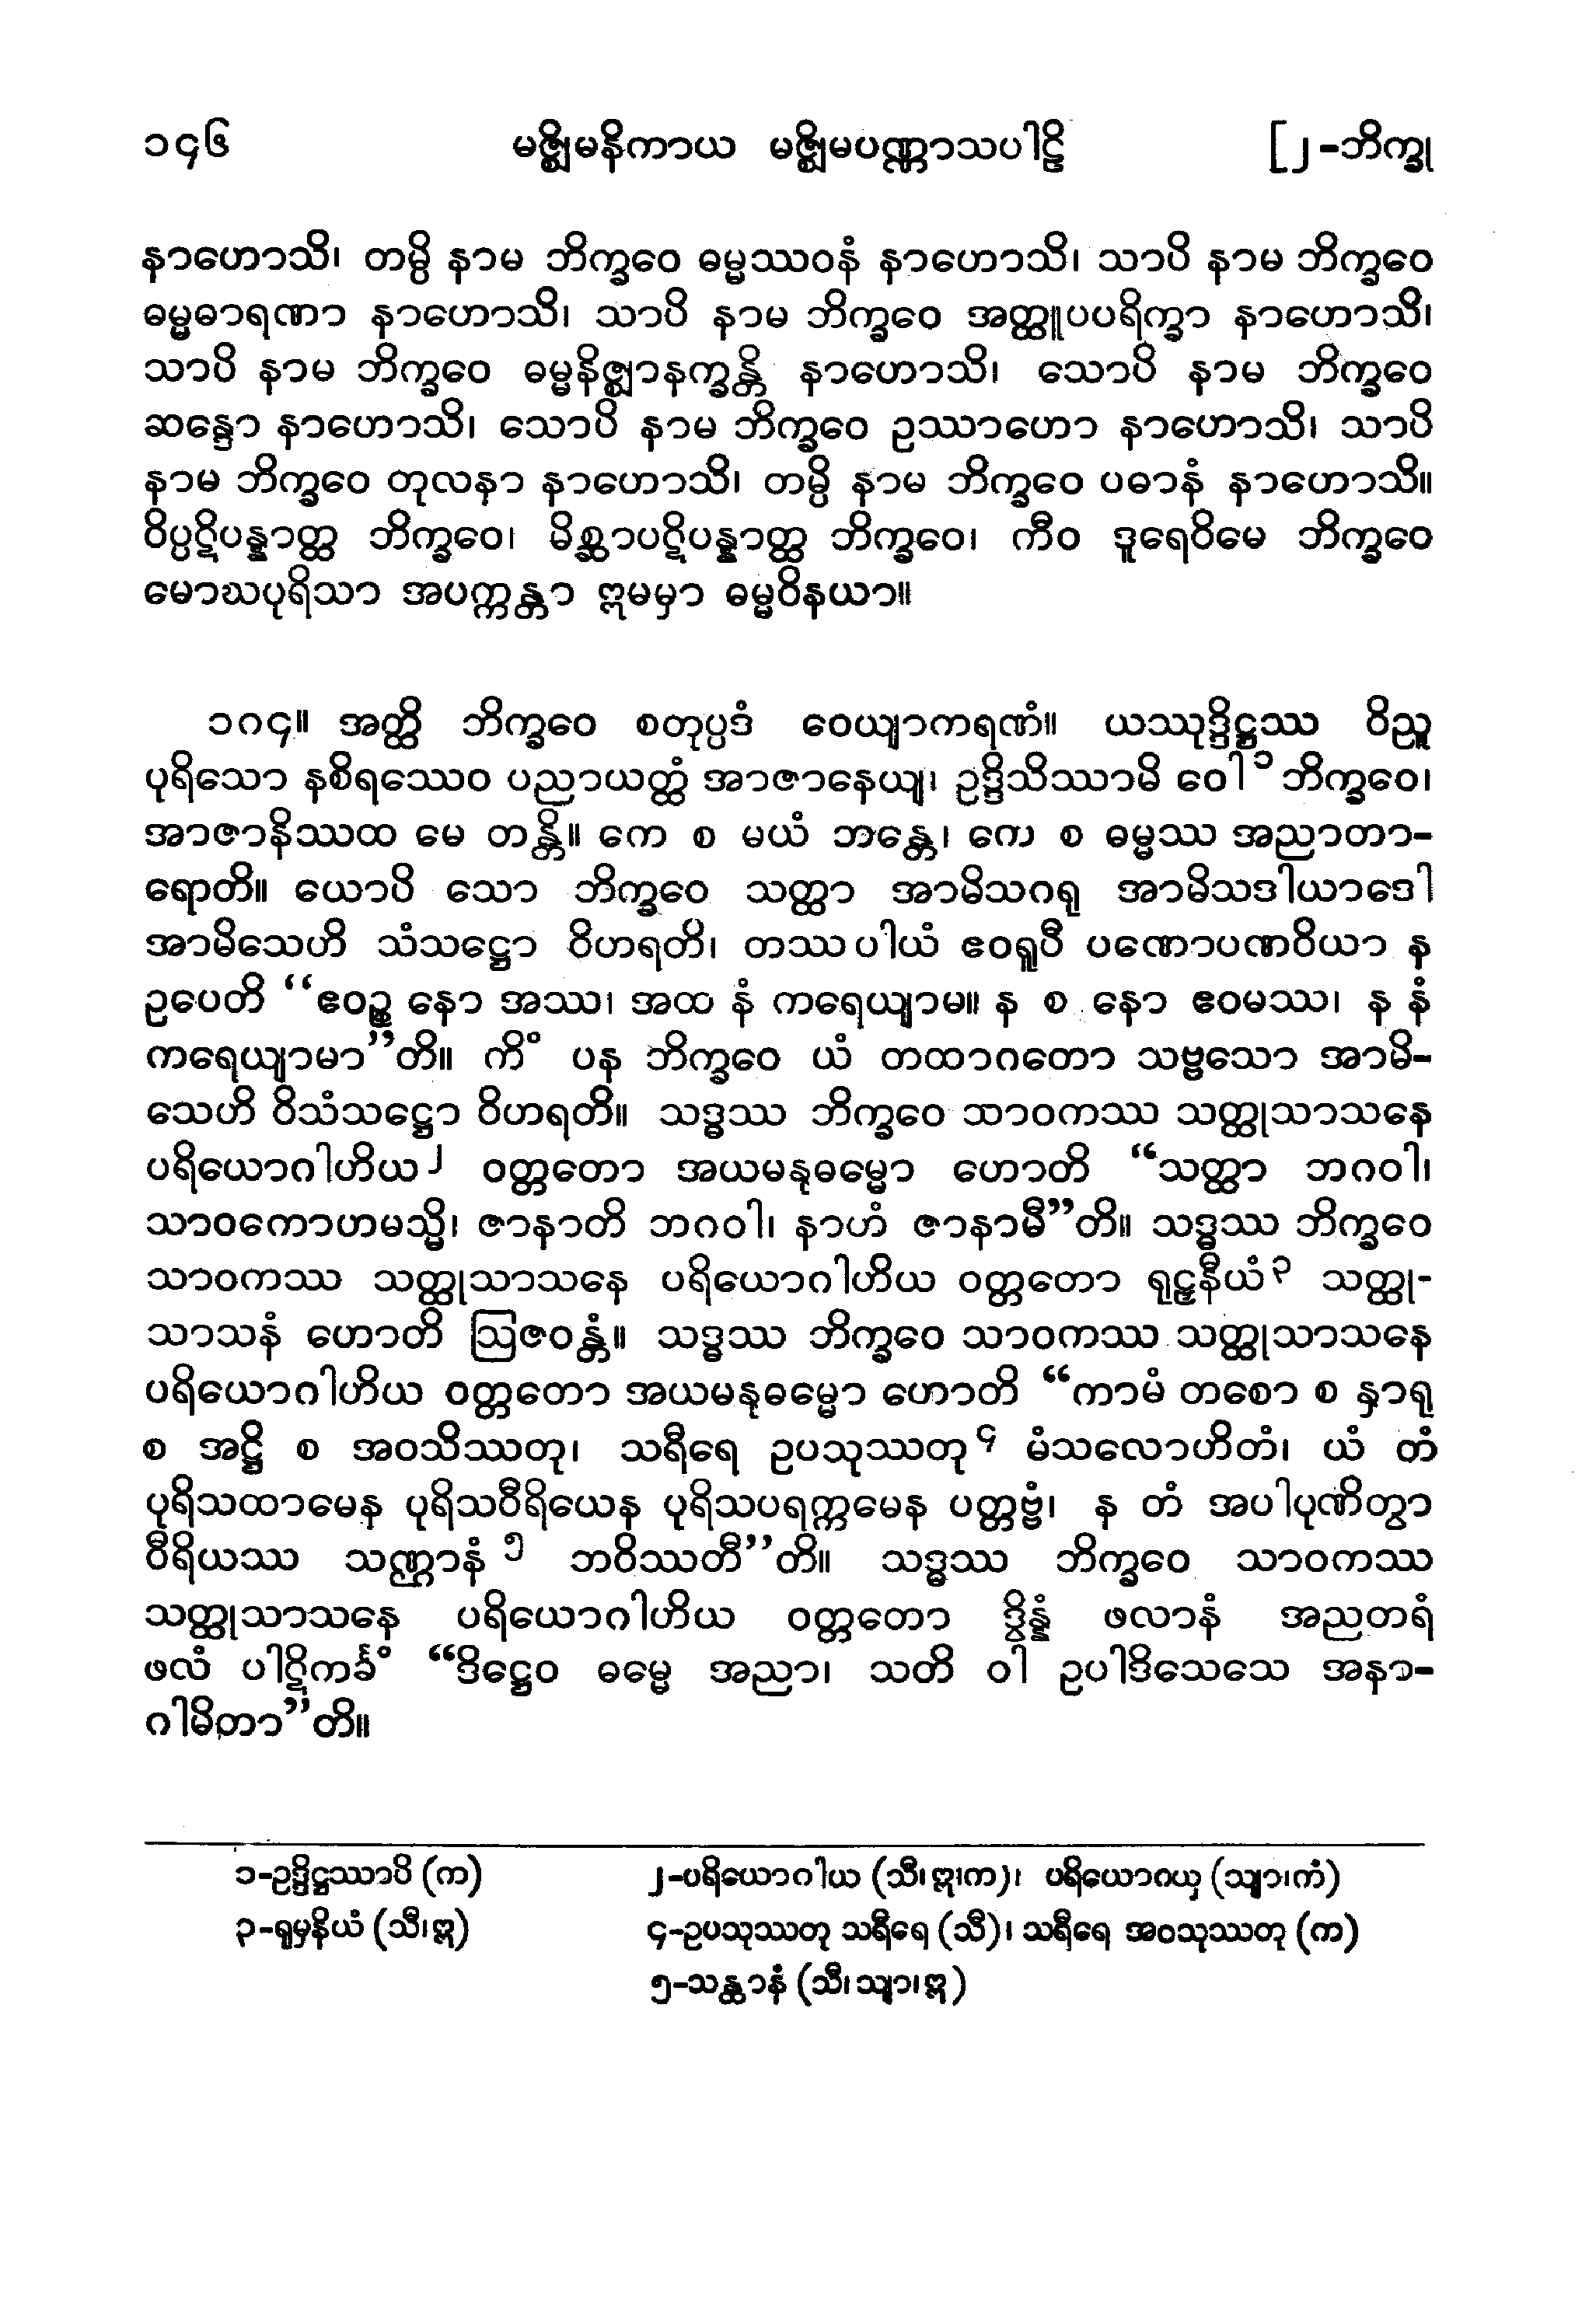 ၁၄၆ မဇ္ဈိမနိကာယ မဇ္ဈိမပဏ္ဏာသပါဠိ [၂-ဘိက္ခု
နာဟောသိ၊ တမ္ပိ နာမ ဘိက္ခဝေ ဓမ္မဿဝနံ နာဟောသိ၊ သာပိ နာမ ဘိက္ခဝေ
ဓမ္မဓာရဏာ နာဟောသိ၊ သာပိ နာမ ဘိက္ခဝေ အတ္ထူပပရိက္ခာ နာဟောသိ၊
သာပိ နာမ ဘိက္ခဝေ ဓမ္မနိဇ္ဈာနက္ခန္တိ နာဟောသိ၊ သောပိ နာမ ဘိက္ခဝေ
ဆန္ဒော နာဟောသိ၊ သောပိ နာမ ဘိက္ခဝေ ဥဿာဟော နာဟောသိ၊ သာပိ
နာမ ဘိက္ခဝေ တုလနာ နာဟောသိ၊ တမ္ပိ နာမ ဘိက္ခဝေ ပဓာနံ နာဟောသိ။
ဝိပ္ပဋိပန္နာတ္ထ ဘိက္ခဝေ၊ မိစ္ဆာပဋိပန္နာတ္ထ ဘိက္ခဝေ၊ ကီဝ ဒူရေဝိမေ ဘိက္ခဝေ
မောဃပုရိသာ အပက္ကန္တာ ဣမမှာ ဓမ္မဝိနယာ။
၁၈၄။ အတ္ထိ ဘိက္ခဝေ စတုပ္ပဒံ ဝေယျာကရဏံ။ ယဿုဒ္ဒိဋ္ဌဿ ဝိညူ
ပုရိသော နစိရဿေဝ ပညာယတ္ထံ အာဇာနေယျ၊ ဥဒ္ဒိသိဿာမိ ဝေါ ၁ ဘိက္ခဝေ၊
အာဇာနိဿထ မေ တန္တိ။ ကေ စ မယံ ဘန္တေ၊ ကေ စ ဓမ္မဿ အညာတာ-
ရောတိ။ ယောပိ သော ဘိက္ခဝေ သတ္ထာ အာမိသဂရု အာမိသဒါယာဒေါ
အာမိသေဟိ သံသဋ္ဌော ဝိဟရတိ၊ တဿ ပါယံ ဧဝရူပီ ပဏောပဏဝိယာ န
ဥပေတိ “ဧဝဉ္စ နော အဿ၊ အထ နံ ကရေယျာမ။ န စ နော ဧဝမဿ၊ န နံ
ကရေယျာမာ”တိ။ ကိံ ပန ဘိက္ခဝေ ယံ တထာဂတော သဗ္ဗသော အာမိ-
သေဟိ ဝိသံသဋ္ဌော ဝိဟရတိ။ သဒ္ဓဿ ဘိက္ခဝေ သာဝကဿ သတ္ထုသာသနေ
ပရိယောဂါဟိယ၂ ဝတ္တတော အယမနုဓမ္မော ဟောတိ “သတ္ထာ ဘဂဝါ၊
သာဝကောဟမသ္မိ၊ ဇာနာတိ ဘဂဝါ၊ နာဟံ ဇာနာမီ”တိ။ သဒ္ဓဿ ဘိက္ခဝေ
သာဝကဿ သတ္ထုသာသနေ ပရိယောဂါဟိယ ဝတ္တတော ရုဠှနီယံ၃ သတ္ထု-
သာသနံ ဟောတိ ဩဇဝန္တံ။ သဒ္ဓဿ ဘိက္ခဝေ သာဝကဿ သတ္ထုသာသနေ
ပရိယောဂါဟိယ ဝတ္တတော အယမနုဓမ္မော ဟောတိ “ကာမံ တစော စ နှာရု
စ အဋ္ဌိ စ အဝသိဿတု၊ သရီရေ ဥပသုဿတု၄ မံသလောဟိတံ၊ ယံ တံ
ပုရိသထာမေန ပုရိသဝီရိယေန ပုရိသပရက္ကမေန ပတ္တဗ္ဗံ၊ န တံ အပါပုဏိတွာ
ဝီရိယဿ သဏ္ဌာနံ ၅ ဘဝိဿတီ”တိ။ သဒ္ဓဿ ဘိက္ခဝေ သာဝကဿ
သတ္ထုသာသနေ ပရိယောဂါဟိယ ဝတ္တတော ဒွိန္နံ ဖလာနံ အညတရံ
ဖလံ ပါဋိကင်္ခံ “ဒိဋ္ဌေဝ ဓမ္မေ အညာ၊ သတိ ဝါ ဥပါဒိသေသေ အနာ-
ဂါမိတာ”တိ။
၁-ဥဒ္ဒိဋ္ဌဿာပိ (က) ၂-ပရိယောဂါယ (သီ၊ ဣ၊ က)၊ ပရိယောဂယှ (သျာ၊ ကံ)
၃-ရုမှနိယံ (သီ၊ ဣ) ၄-ဥပသုဿတု သရီရေ (သီ)၊ သရီရေ အဝသုဿတု (က)
၅-သန္ထာနံ (သီ၊ သျာ၊ ဣ)